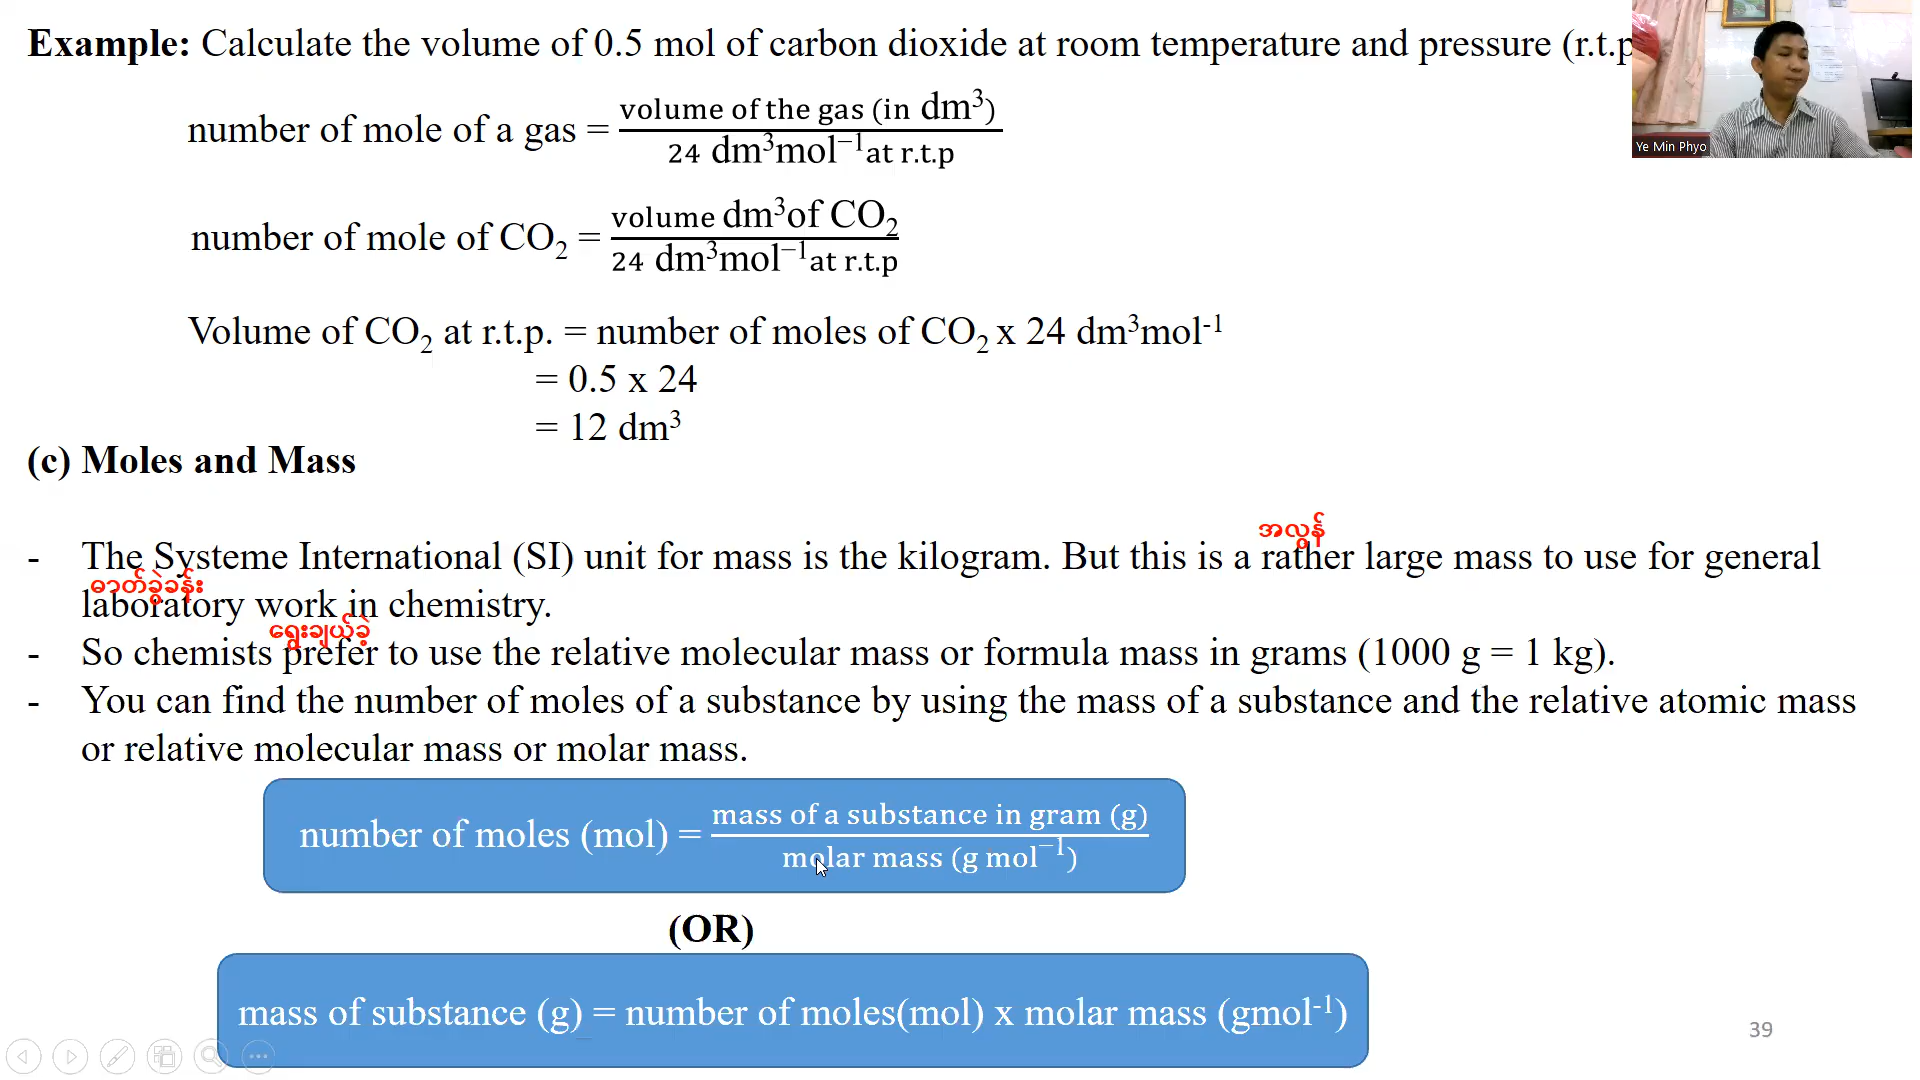 Example: Calculate the volume of 0.5 mol of carbon dioxide at room temperature and pressure (r.t.p
Ye Min Phyo
number of mole of a gas = volume of the gas (in dm³) / 24 dm³mol⁻¹at r.t.p
number of mole of CO₂ = volume dm³of CO₂ / 24 dm³mol⁻¹at r.t.p
Volume of CO₂ at r.t.p. = number of moles of CO₂ x 24 dm³mol⁻¹
= 0.5 x 24
= 12 dm³
(c) Moles and Mass
အလွန်
- The Systeme International (SI) unit for mass is the kilogram. But this is a rather large mass to use for general
ဓာတ်ခွဲခန်း
laboratory work in chemistry.
ရွေးချယ်ခဲ့
- So chemists prefer to use the relative molecular mass or formula mass in grams (1000 g = 1 kg).
- You can find the number of moles of a substance by using the mass of a substance and the relative atomic mass
or relative molecular mass or molar mass.
number of moles (mol) = mass of a substance in gram (g) / molar mass (g mol⁻¹)
(OR)
mass of substance (g) = number of moles(mol) x molar mass (gmol⁻¹)
39